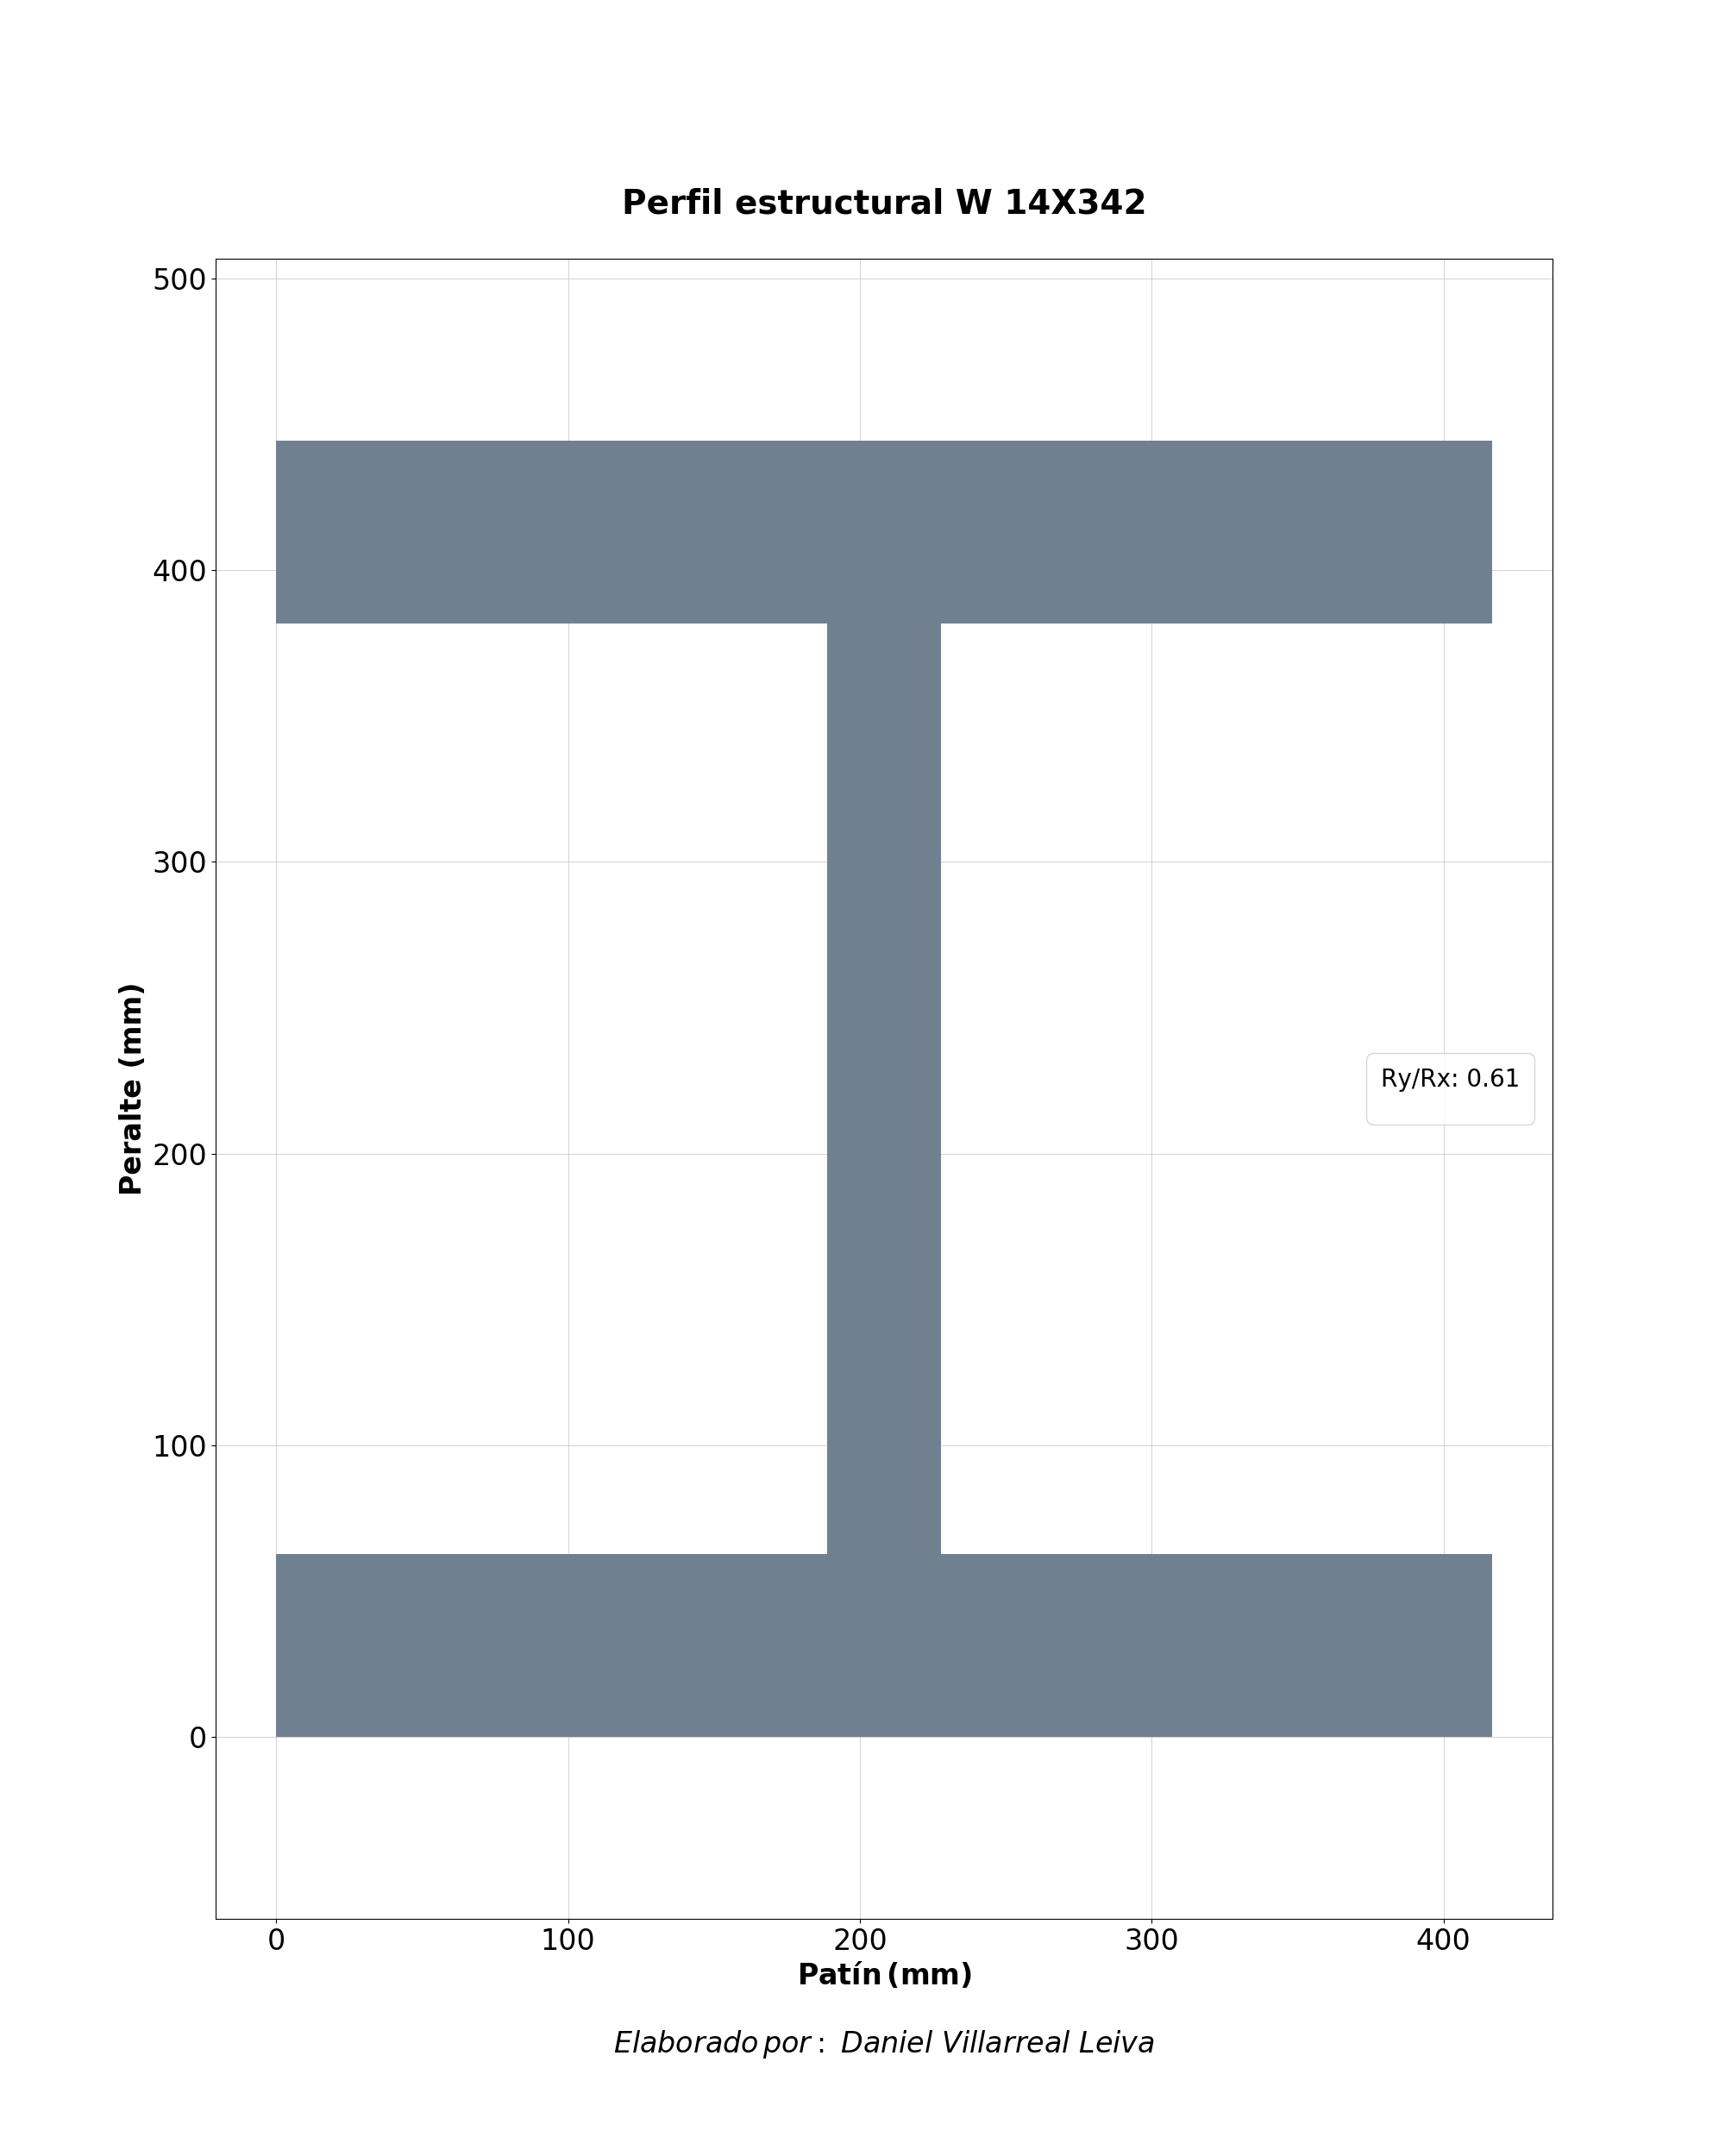 Perfil estructural W 14X342
500
400
300
200
100
0
Peralte (mm)
Ry/Rx: 0.61
0 100 200 300 400
Patín (mm)
Elaborado por: Daniel Villarreal Leiva